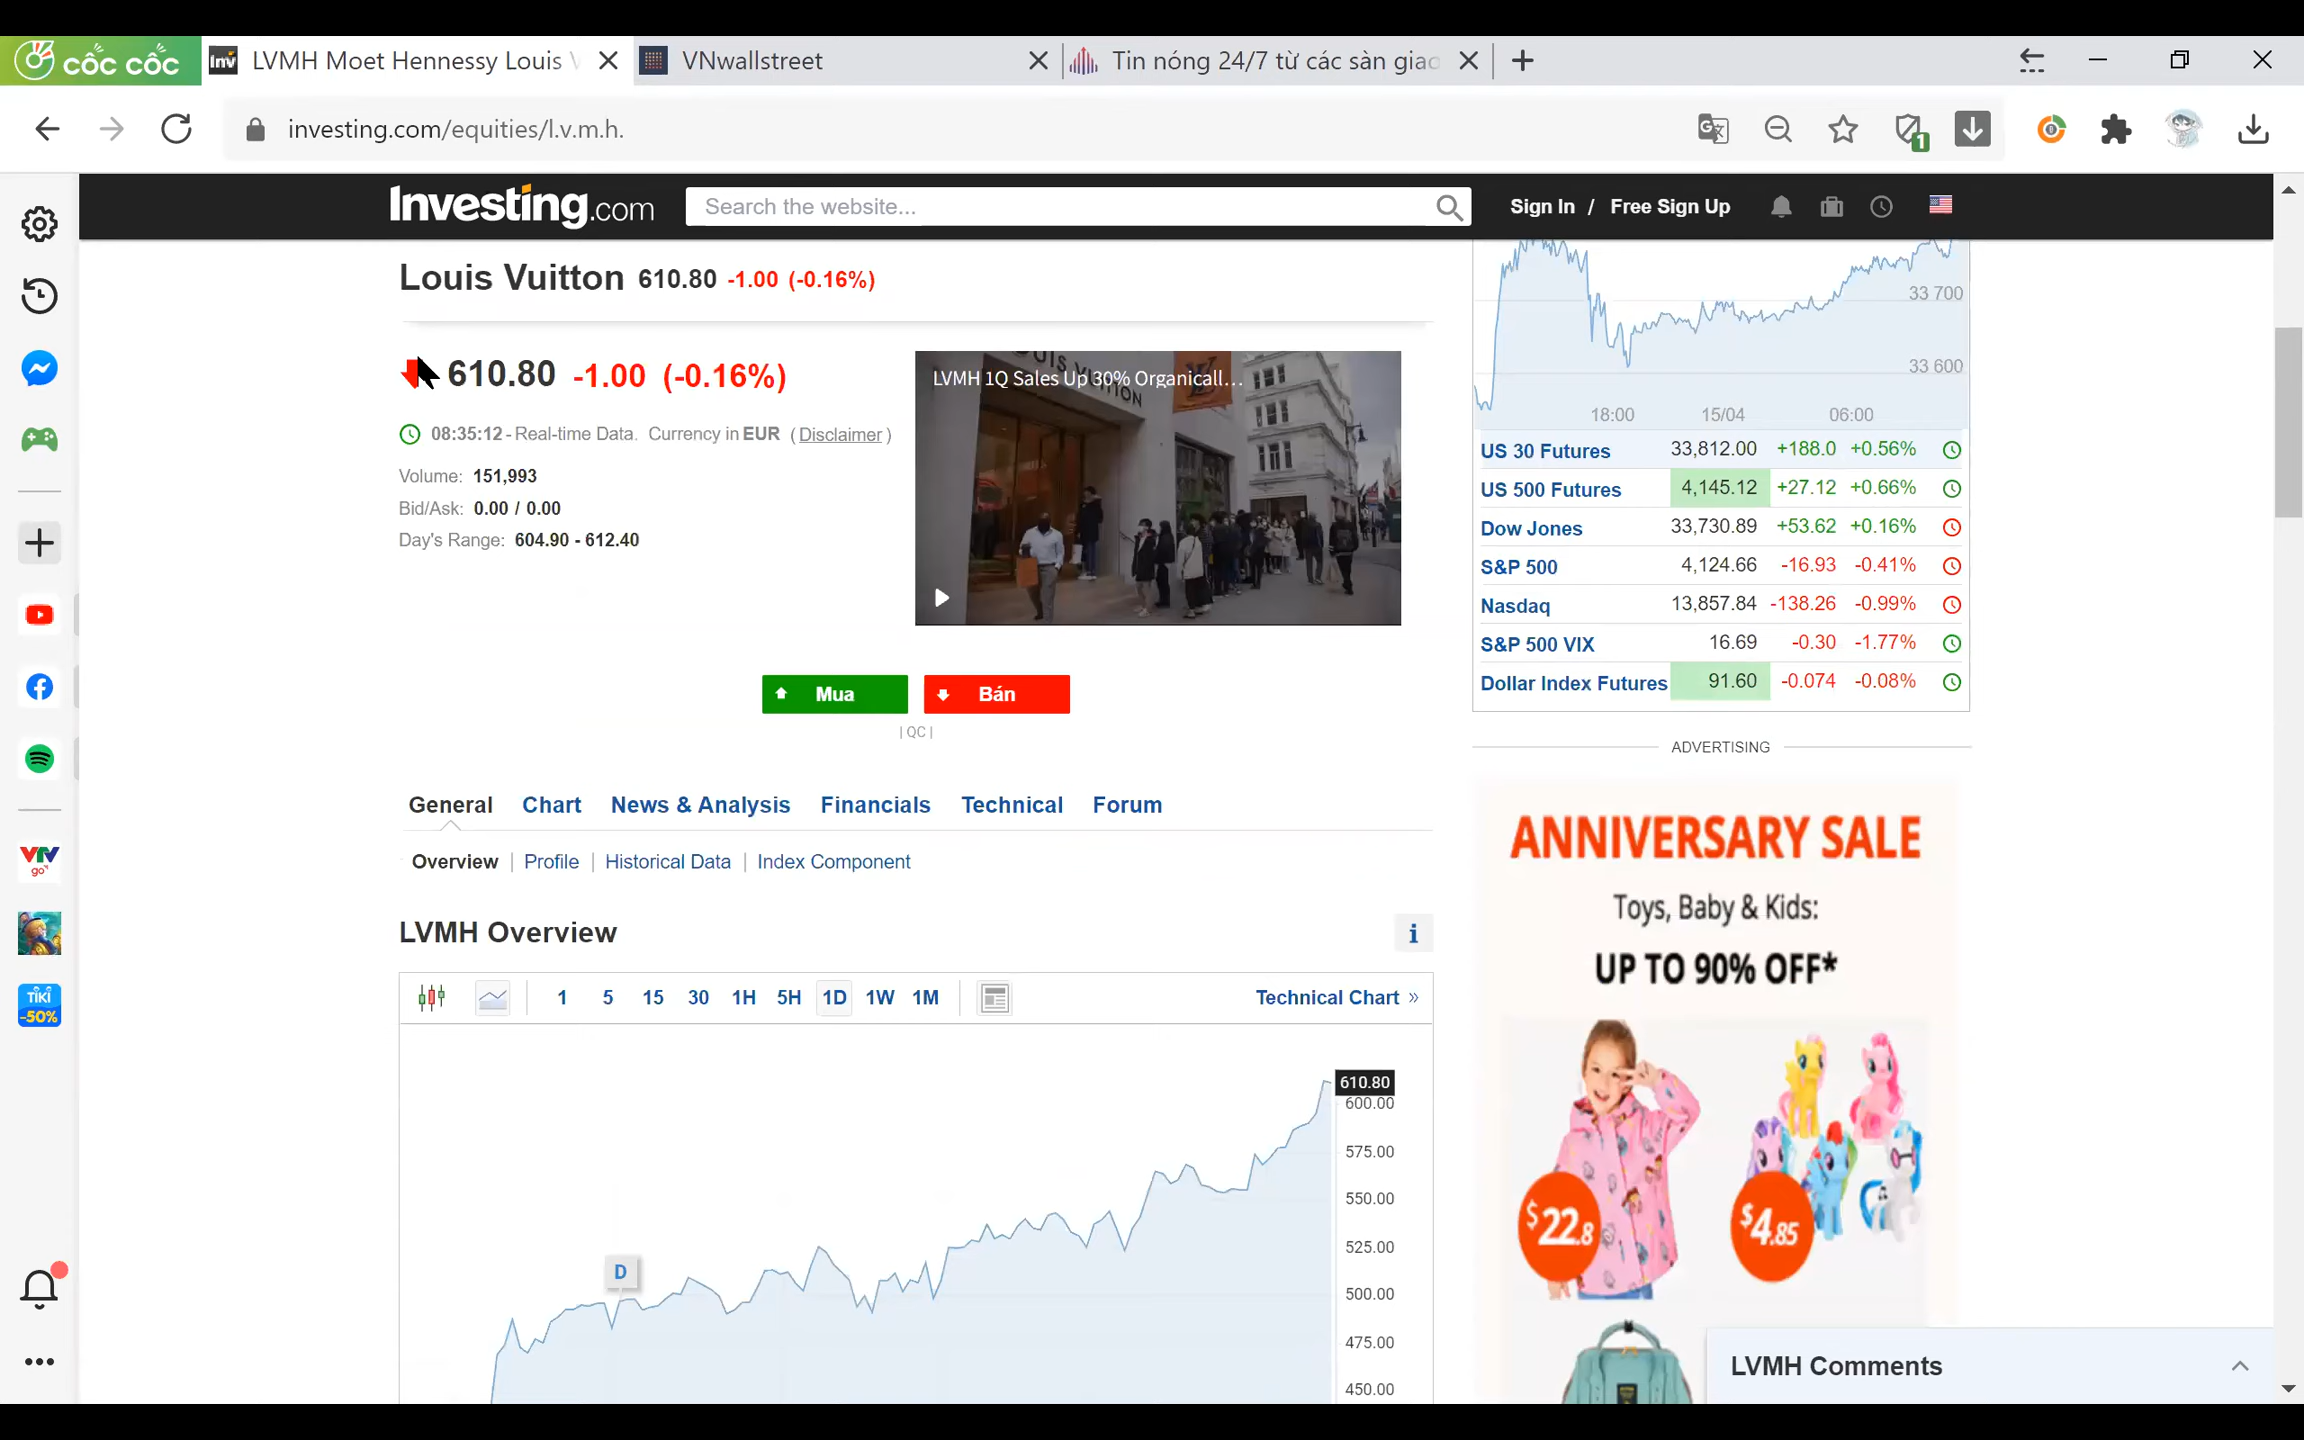 cốc cốc
LVMH Moet Hennessy Louis V
VNwallstreet
Tin nóng 24/7 từ các sàn giao
investing.com/equities/l.v.m.h.
1
Investing.com
Search the website...
Sign In / Free Sign Up
Louis Vuitton 610.80 -1.00 (-0.16%)
610.80 -1.00 (-0.16%)
08:35:12 - Real-time Data. Currency in EUR ( Disclaimer )
Volume: 151,993
Bid/Ask: 0.00 / 0.00
Day's Range: 604.90 - 612.40
LVMH 1Q Sales Up 30% Organicall...
LOUIS VUITTON
Mua
Bán
| QC |
General Chart News & Analysis Financials Technical Forum
Overview | Profile | Historical Data | Index Component
LVMH Overview
i
1 5 15 30 1H 5H 1D 1W 1M
Technical Chart »
610.80
600.00
575.00
550.00
525.00
500.00
475.00
450.00
D
33 700
33 600
18:00 15/04 06:00
US 30 Futures 33,812.00 +188.0 +0.56%
US 500 Futures 4,145.12 +27.12 +0.66%
Dow Jones 33,730.89 +53.62 +0.16%
S&P 500 4,124.66 -16.93 -0.41%
Nasdaq 13,857.84 -138.26 -0.99%
S&P 500 VIX 16.69 -0.30 -1.77%
Dollar Index Futures 91.60 -0.074 -0.08%
ADVERTISING
ANNIVERSARY SALE
Toys, Baby & Kids:
UP TO 90% OFF*
$22.8
$4.85
LVMH Comments
VTV
go
TIKI
-50%